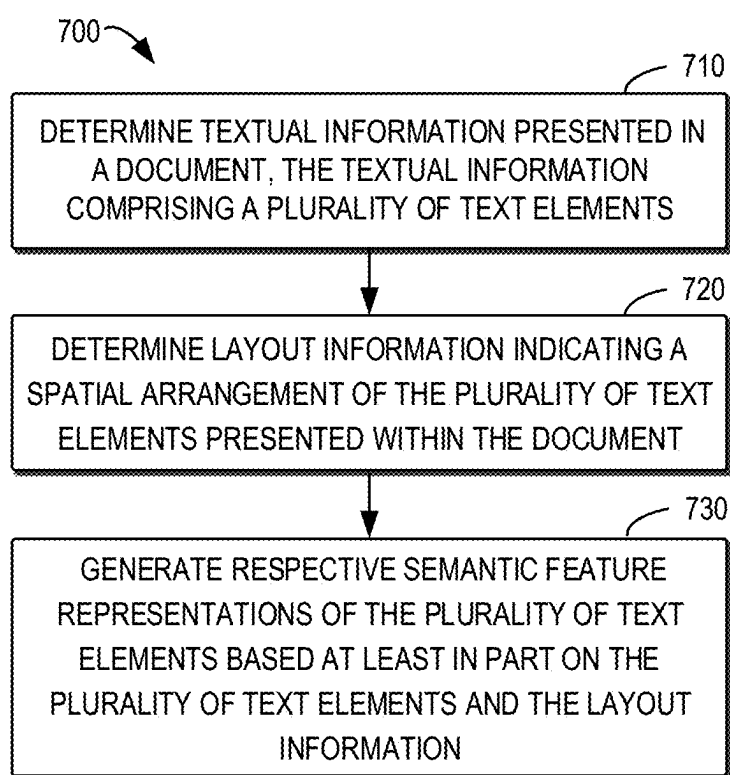 700
710
DETERMINE TEXTUAL INFORMATION PRESENTED IN
A DOCUMENT, THE TEXTUAL INFORMATION
COMPRISING A PLURALITY OF TEXT ELEMENTS
720
DETERMINE LAYOUT INFORMATION INDICATING A
SPATIAL ARRANGEMENT OF THE PLURALITY OF TEXT
ELEMENTS PRESENTED WITHIN THE DOCUMENT
730
GENERATE RESPECTIVE SEMANTIC FEATURE
REPRESENTATIONS OF THE PLURALITY OF TEXT
ELEMENTS BASED AT LEAST IN PART ON THE
PLURALITY OF TEXT ELEMENTS AND THE LAYOUT
INFORMATION